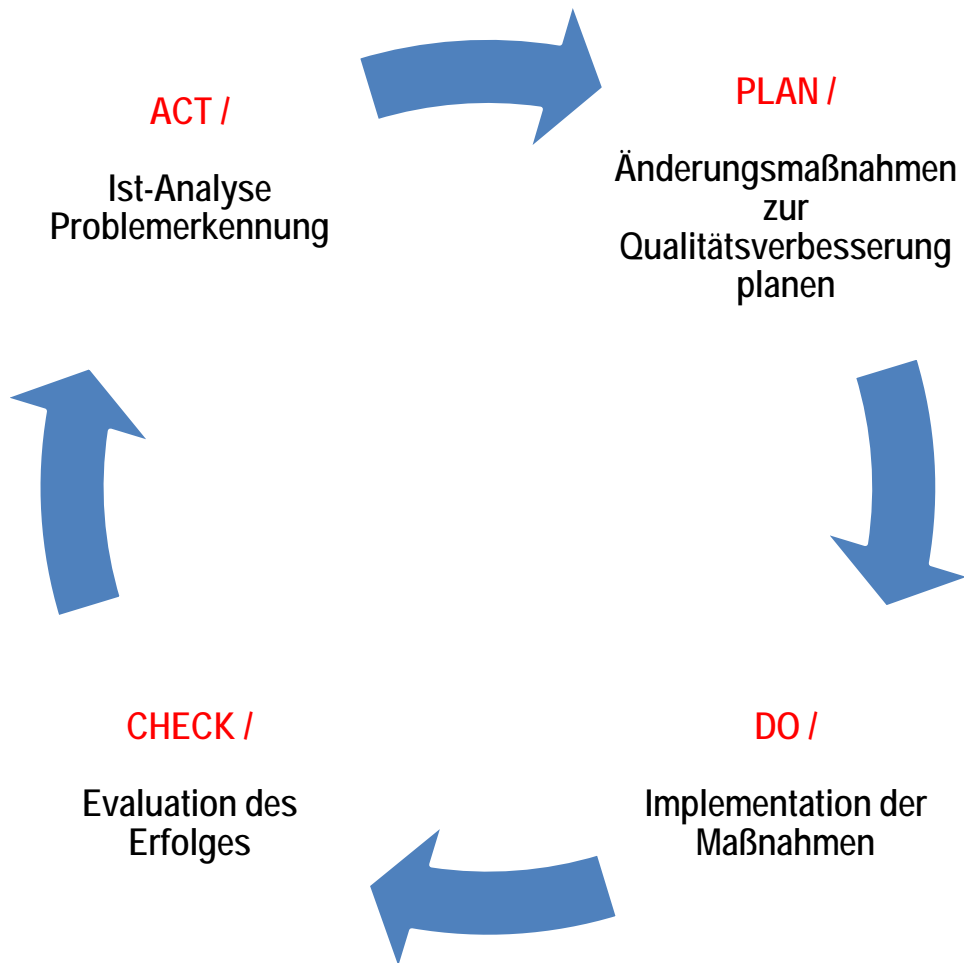 ACT /
Ist-Analyse
Problemerkennung
PLAN /
Änderungsmaßnahmen
zur
Qualitätsverbesserung
planen
DO /
Implementation der
Maßnahmen
CHECK /
Evaluation des
Erfolges